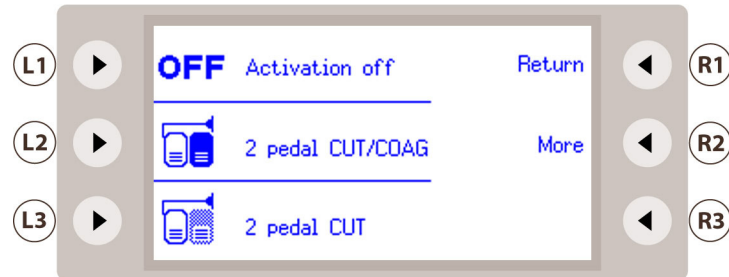 L1 OFF Activation off Return R1
L2 2 pedal CUT/COAG More R2
L3 2 pedal CUT R3